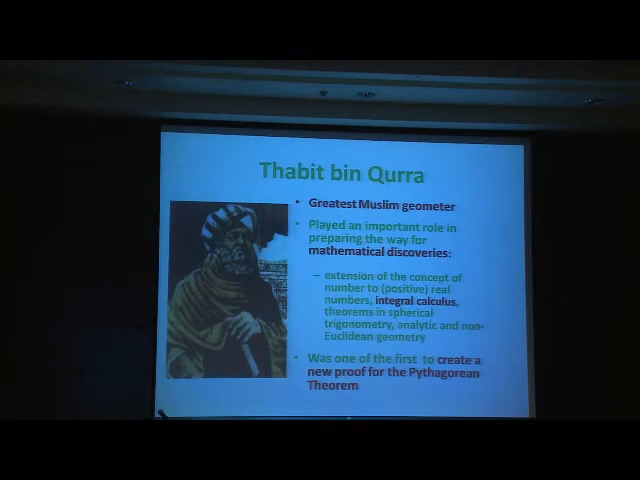 Thabit bin Qurra
• Greatest Muslim geometer
• Played an important role in
preparing the way for
mathematical discoveries:
– extension of the concept of
number to (positive) real
numbers, integral calculus,
theorems in spherical
trigonometry, analytic and non-
Euclidean geometry
• Was one of the first to create a
new proof for the Pythagorean
Theorem